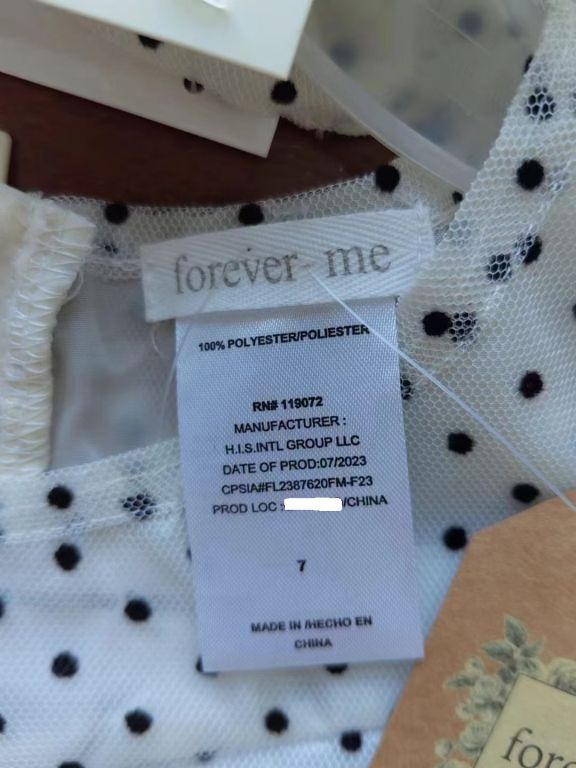 forever me
100% POLYESTER/POLIESTER
RN# 119072
MANUFACTURER :
H.I.S.INTL GROUP LLC
DATE OF PROD:07/2023
CPSIA#FL2387620FM-F23
PROD LOC : /CHINA
7
MADE IN /HECHO EN
CHINA